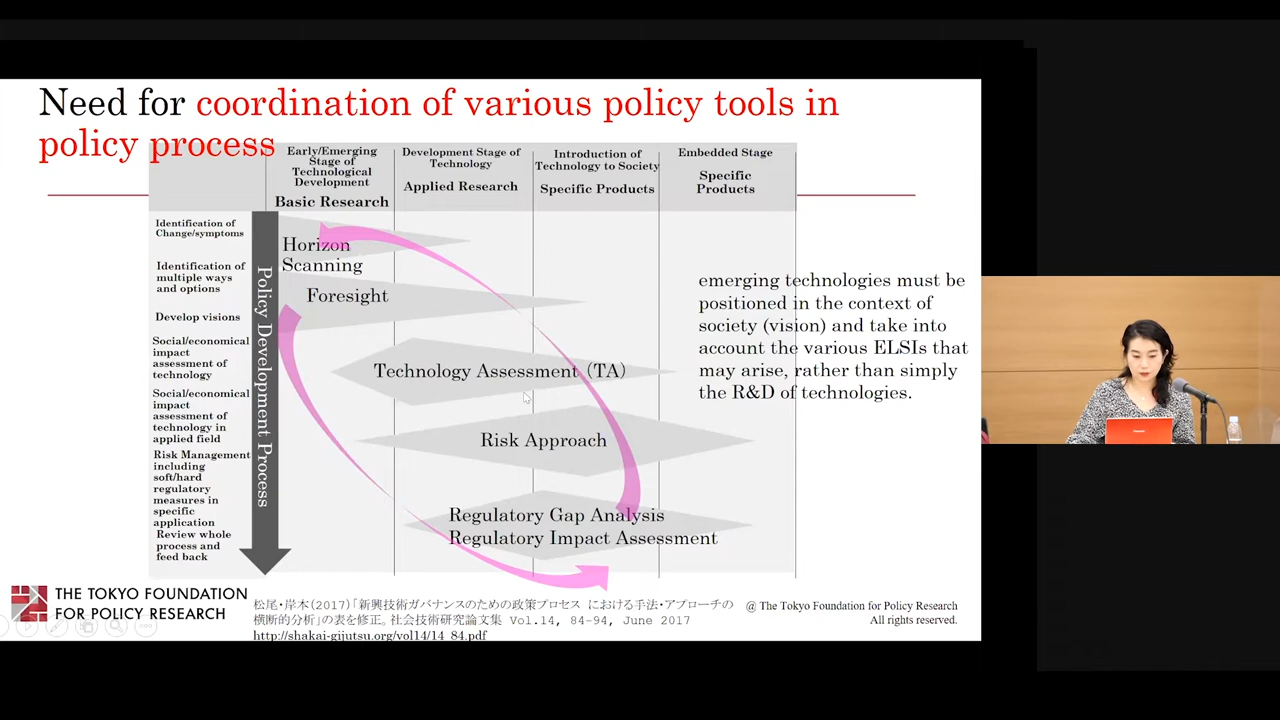 Need for coordination of various policy tools in
policy process
Early/Emerging
Stage of
Technological
Development
Basic Research
Development Stage of
Technology
Applied Research
Introduction of
Technology to Society
Specific Products
Embedded Stage
Specific
Products
Identification of
Change/symptoms
Identification of
multiple ways
and options
Develop visions
Social/economical
impact
assessment of
technology
Social/economical
impact
assessment of
technology in
applied field
Risk Management
including
soft/hard
regulatory
measures in
specific
application
Review whole
process and
feed back
Policy Development Process
Horizon
Scanning
Foresight
Technology Assessment (TA)
Risk Approach
Regulatory Gap Analysis
Regulatory Impact Assessment
emerging technologies must be
positioned in the context of
society (vision) and take into
account the various ELSIs that
may arise, rather than simply
the R&D of technologies.
THE TOKYO FOUNDATION
FOR POLICY RESEARCH
松尾・岸本(2017)「新興技術ガバナンスのための政策プロセス における手法・アプローチの
横断的分析」の表を修正。社会技術研究論文集 Vol.14, 84-94, June 2017
http://shakai-gijutsu.org/vol14/14_84.pdf
@ The Tokyo Foundation for Policy Research
All rights reserved.